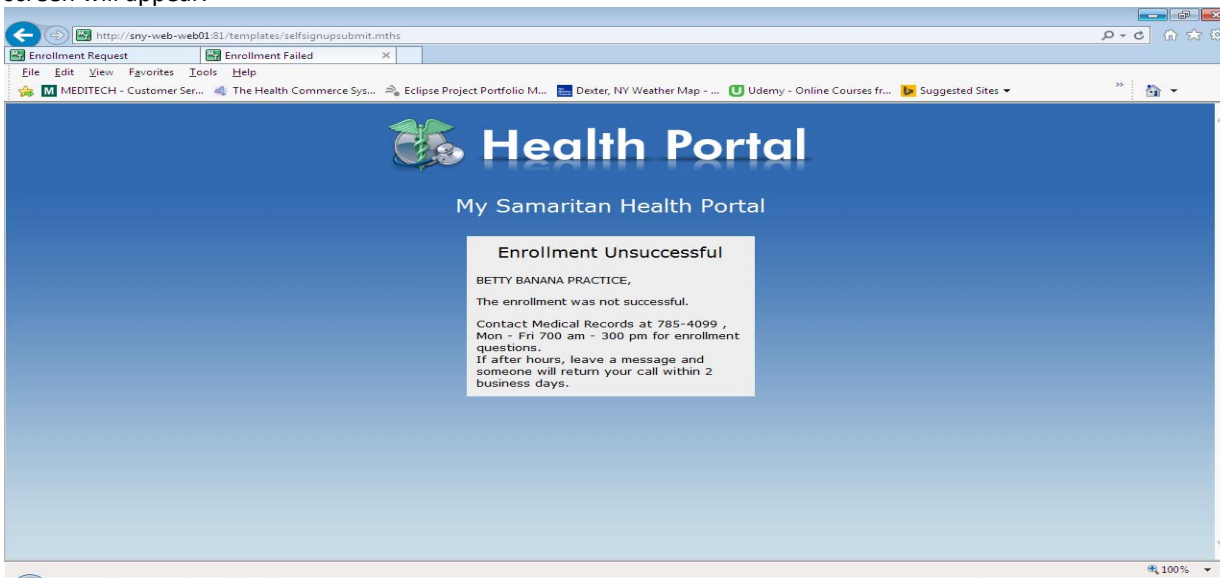 screen will appear.
http://sny-web-web01:81/templates/selfsignupsubmit.mths
Enrollment Request Enrollment Failed
File Edit View Favorites Tools Help
MEDITECH - Customer Ser... The Health Commerce Sys... Eclipse Project Portfolio M... Dexter, NY Weather Map - ... Udemy - Online Courses fr... Suggested Sites
Health Portal
My Samaritan Health Portal
Enrollment Unsuccessful
BETTY BANANA PRACTICE,
The enrollment was not successful.
Contact Medical Records at 785-4099 ,
Mon - Fri 700 am - 300 pm for enrollment
questions.
If after hours, leave a message and
someone will return your call within 2
business days.
100%